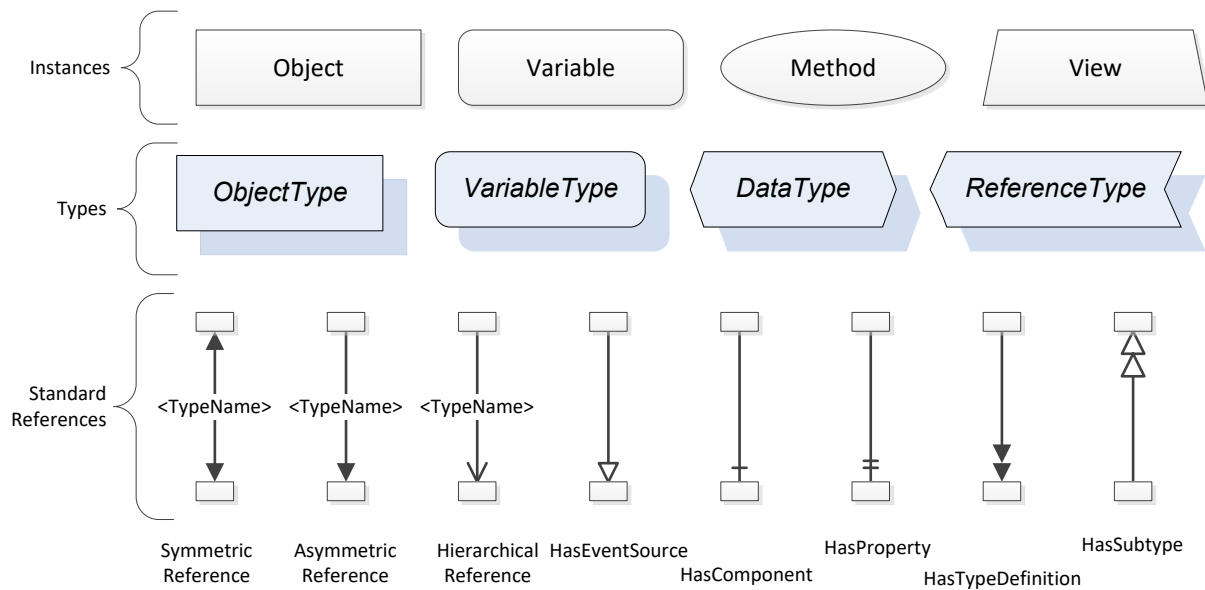 Instances
Object
Variable
Method
View
Types
ObjectType
VariableType
DataType
ReferenceType
Standard
References
<TypeName>
<TypeName>
<TypeName>
Symmetric
Reference
Asymmetric
Reference
Hierarchical
Reference
HasEventSource
HasComponent
HasProperty
HasTypeDefinition
HasSubtype